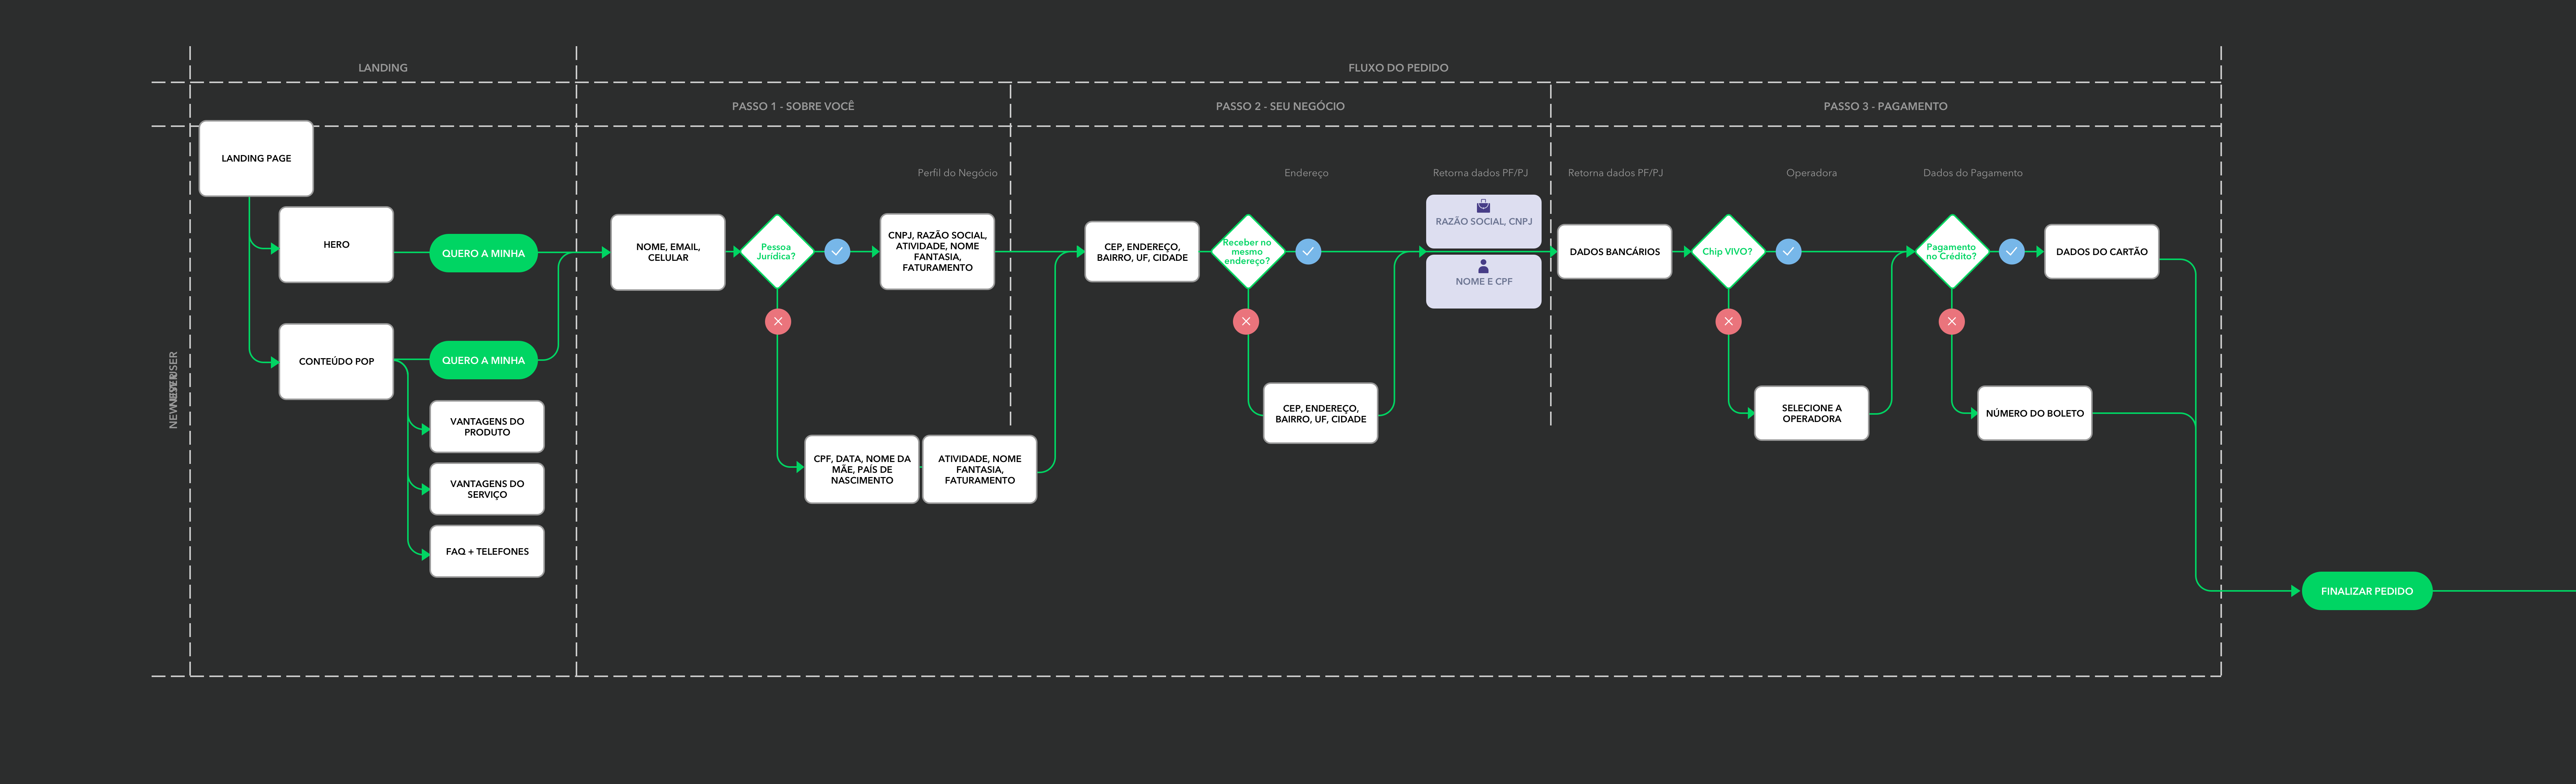 LANDING
FLUXO DO PEDIDO
PASSO 1 - SOBRE VOCÊ
PASSO 2 - SEU NEGÓCIO
PASSO 3 - PAGAMENTO
LANDING PAGE
HERO
QUERO A MINHA
CONTEÚDO POP
QUERO A MINHA
VANTAGENS DO
PRODUTO
VANTAGENS DO
SERVIÇO
FAQ + TELEFONES
NOME, EMAIL,
CELULAR
Pessoa
Jurídica?
Perfil do Negócio
CNPJ, RAZÃO SOCIAL,
ATIVIDADE, NOME
FANTASIA,
FATURAMENTO
CPF, DATA, NOME DA
MÃE, PAÍS DE
NASCIMENTO
ATIVIDADE, NOME
FANTASIA,
FATURAMENTO
CEP, ENDEREÇO,
BAIRRO, UF, CIDADE
Receber no
mesmo
endereço?
Endereço
CEP, ENDEREÇO,
BAIRRO, UF, CIDADE
Retorna dados PF/PJ
RAZÃO SOCIAL, CNPJ
NOME E CPF
Retorna dados PF/PJ
DADOS BANCÁRIOS
Chip VIVO?
Operadora
SELECIONE A
OPERADORA
Dados do Pagamento
Pagamento
no Crédito?
DADOS DO CARTÃO
NÚMERO DO BOLETO
FINALIZAR PEDIDO